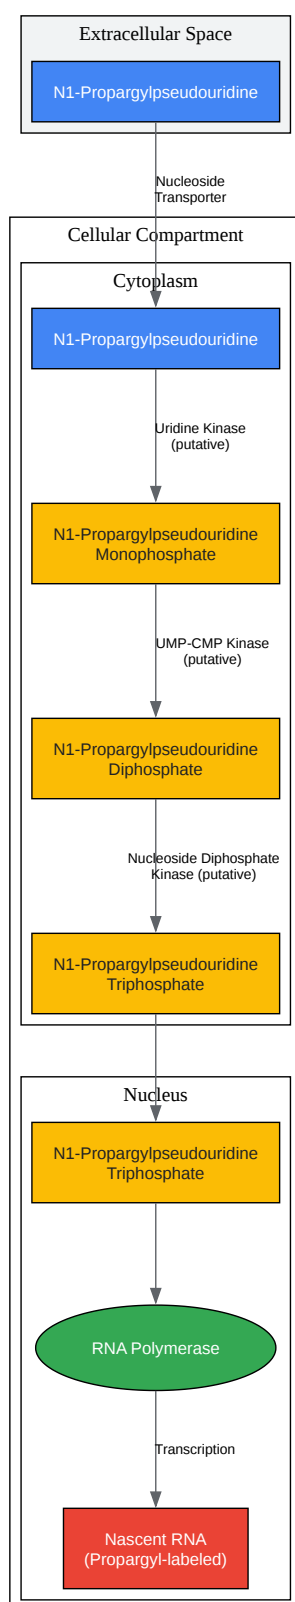 Extracellular Space
N1-Propargylpseudouridine
Nucleoside
Transporter
Cellular Compartment
Cytoplasm
N1-Propargylpseudouridine
Uridine Kinase
(putative)
N1-Propargylpseudouridine
Monophosphate
UMP-CMP Kinase
(putative)
N1-Propargylpseudouridine
Diphosphate
Nucleoside Diphosphate
Kinase (putative)
N1-Propargylpseudouridine
Triphosphate
Nucleus
N1-Propargylpseudouridine
Triphosphate
RNA Polymerase
Transcription
Nascent RNA
(Propargyl-labeled)